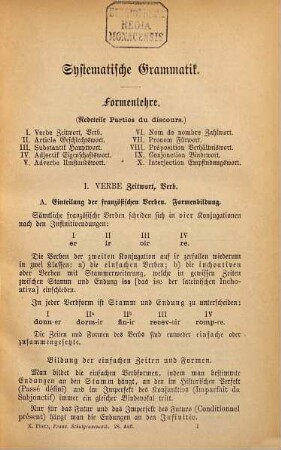 BIBLIOTHECA
REGIA
MONACENSIS
Systematische Grammatik.
Formenlehre.
(Redeteile Parties du discours.)
I. Verbe Zeitwort, Verb.
II. Article Geschlechtswort.
III. Substantif Hauptwort.
IV. Adjectif Eigenschaftswort.
V. Adverbe Umstandswort.
VI. Nom de nombre Zahlwort.
VII. Pronom Fürwort.
VIII. Préposition Verhältniswort.
IX. Conjonction Bindewort.
X. Interjection Empfindungswort.
I. VERBE Zeitwort, Verb.
A. Einteilung der französischen Verben. Formenbildung.
Sämtliche französische Verben scheiden sich in vier Konjugationen
nach den Infinitivendungen:
I II III IV
er ir oir re.
Die Verben der zweiten Konjugation auf ir zerfallen wiederum
in zwei Klassen: a) die einfachen Verben; b) die inchoativen
oder Verben mit Stammerweiterung, welche in gewissen Zeiten
zwischen Stamm und Endung iss (das isc der lateinischen Incho-
ativa) einschieben.
In jeder Verbform ist Stamm und Endung zu unterscheiden:
I IIa IIb III IV
donn-er dorm-ir fin-ir recev-oir romp-re.
Die Zeiten und Formen des Verbs sind entweder einfache oder
zusammengesetzte.
Bildung der einfachen Zeiten und Formen.
Man bildet die einfachen Verbformen, indem man bestimmte
Endungen an den Stamm hängt, an den im Historischen Perfekt
(Passé défini) und im Imperfekt des Konjunktivs (Imparfait du
Subjonctif) immer ein gleicher Bindevokal tritt.
Nur für das Futur und das Imperfekt des Futurs (Conditionnel
présent) hängt man die Endungen an den Infinitiv.
K. Ploetz, Franz. Schulgrammatik. 28. Aufl. 1